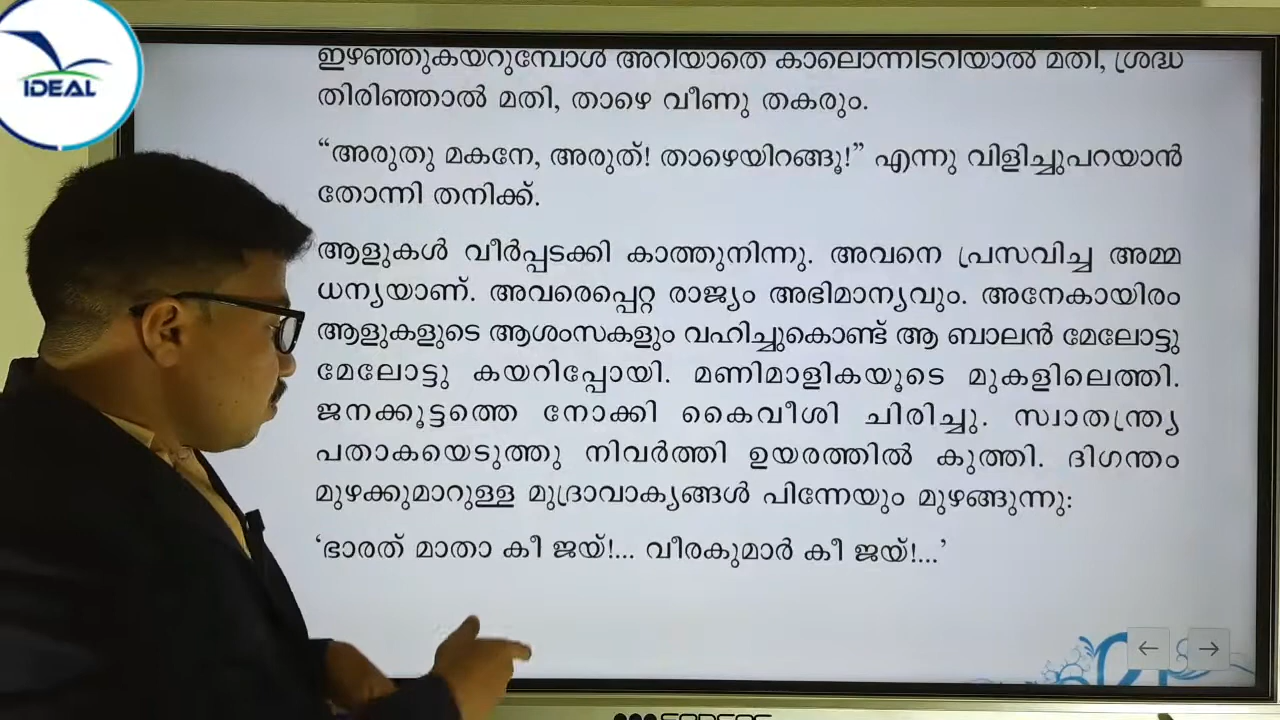 IDEAL
ഇഴഞ്ഞുകയറുമ്പോൾ അറിയാതെ കാലൊന്നിടറിയാൽ മതി, ശ്രദ്ധ
തിരിഞ്ഞാൽ മതി, താഴെ വീണു തകരും.
“അരുതു മകനേ, അരുത്! താഴെയിറങ്ങൂ!” എന്നു വിളിച്ചുപറയാൻ
തോന്നി തനിക്ക്.
ആളുകൾ വീർപ്പടക്കി കാത്തുനിന്നു. അവനെ പ്രസവിച്ച അമ്മ
ധന്യയാണ്. അവരെപ്പെറ്റ രാജ്യം അഭിമാന്യവും. അനേകായിരം
ആളുകളുടെ ആശംസകളും വഹിച്ചുകൊണ്ട് ആ ബാലൻ മേലോട്ടു
മേലോട്ടു കയറിപ്പോയി. മണിമാളികയുടെ മുകളിലെത്തി.
ജനക്കൂട്ടത്തെ നോക്കി കൈവീശി ചിരിച്ചു. സ്വാതന്ത്ര്യ
പതാകയെടുത്തു നിവർത്തി ഉയരത്തിൽ കുത്തി. ദിഗന്തം
മുഴക്കുമാറുള്ള മുദ്രാവാക്യങ്ങൾ പിന്നേയും മുഴങ്ങുന്നു:
‘ഭാരത് മാതാ കീ ജയ്!... വീരകുമാർ കീ ജയ്!...’